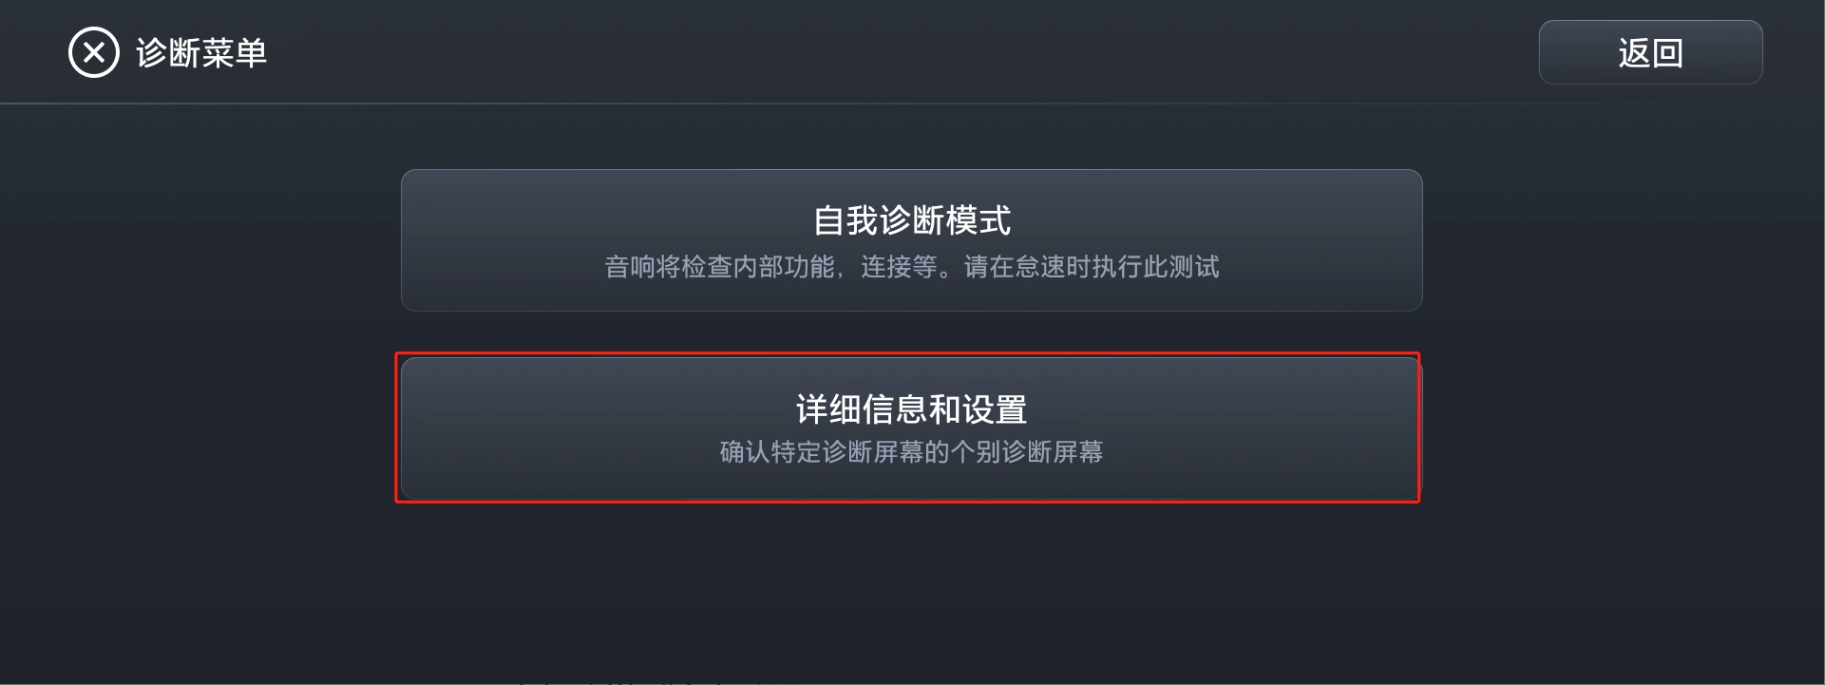 诊断菜单
返回
自我诊断模式
音响将检查内部功能，连接等。请在怠速时执行此测试
详细信息和设置
确认特定诊断屏幕的个别诊断屏幕